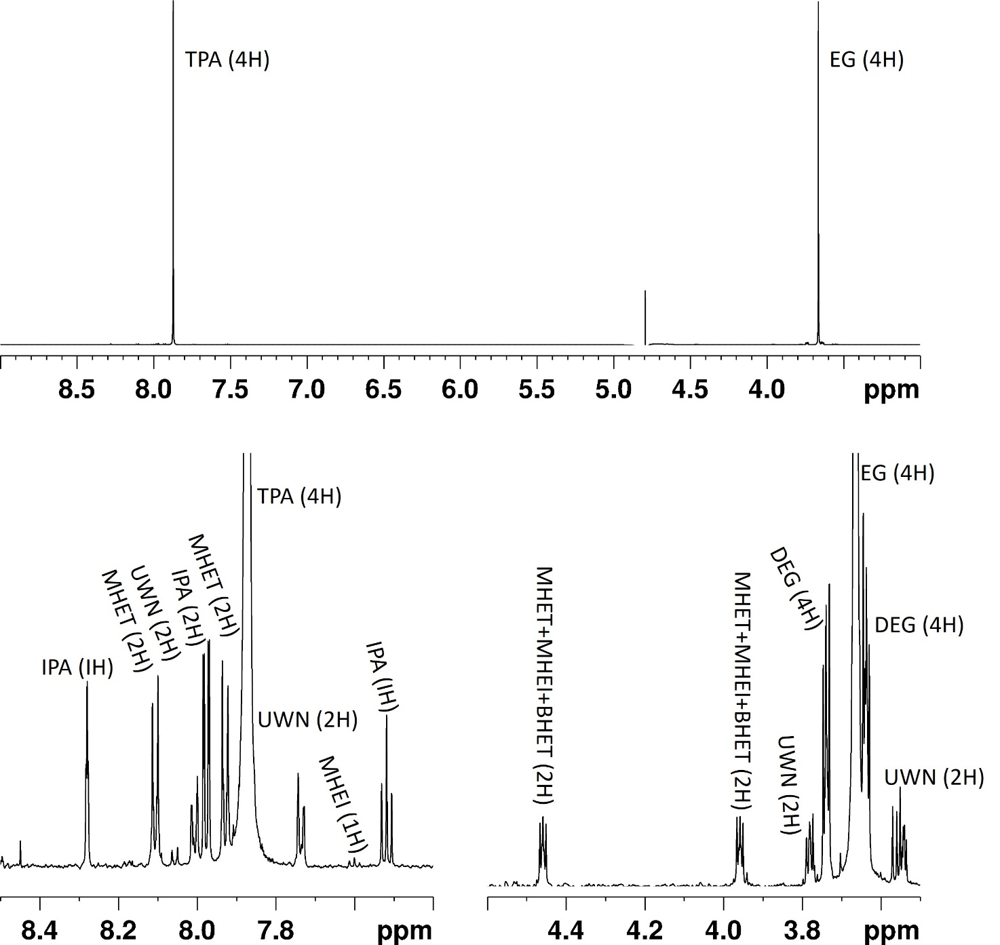 TPA (4H)
EG (4H)
8.5 8.0 7.5 7.0 6.5 6.0 5.5 5.0 4.5 4.0 ppm
TPA (4H)
MHET (2H)
IPA (2H)
UWN (2H)
MHET (2H)
IPA (IH)
IPA (IH)
UWN (2H)
MHEI (1H)
8.4 8.2 8.0 7.8 ppm
EG (4H)
DEG (4H)
MHET+MHEI+BHET (2H)
MHET+MHEI+BHET (2H)
DEG (4H)
UWN (2H)
UWN (2H)
4.4 4.2 4.0 3.8 ppm